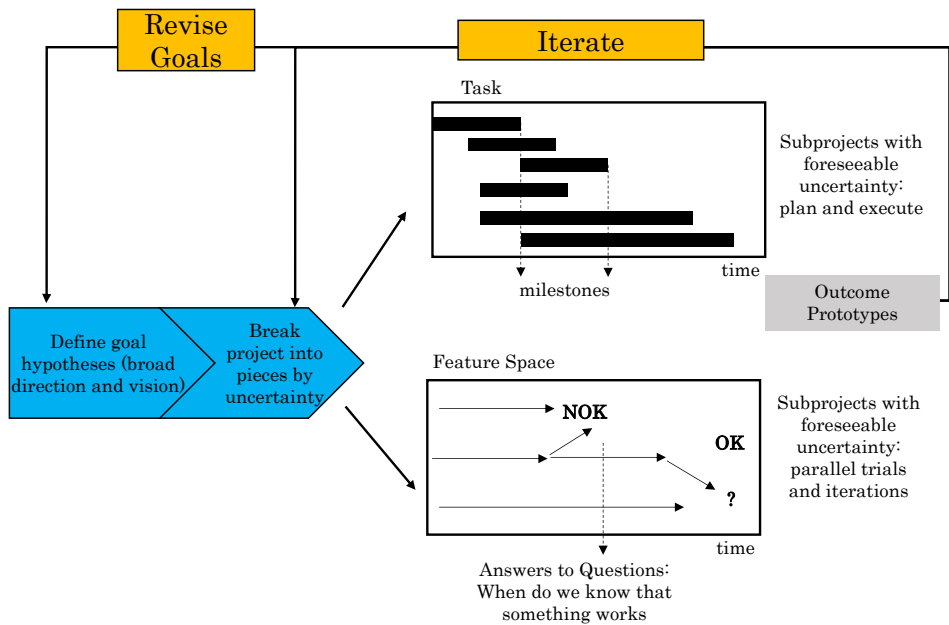 Revise
Goals
Iterate
Task
Subprojects with
foreseeable
uncertainty:
plan and execute
time
milestones
Outcome
Prototypes
Define goal
hypotheses (broad
direction and vision)
Break
project into
pieces by
uncertainty
Feature Space
NOK
OK
?
Subprojects with
foreseeable
uncertainty:
parallel trials
and iterations
time
Answers to Questions:
When do we know that
something works